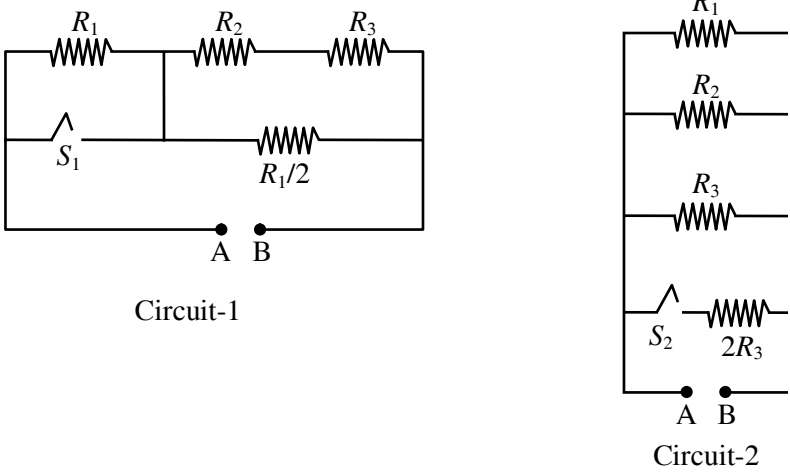 R₁ R₂ R₃
S₁
R₁/2
A B
Circuit-1
R₁
R₂
R₃
S₂ 2R₃
A B
Circuit-2